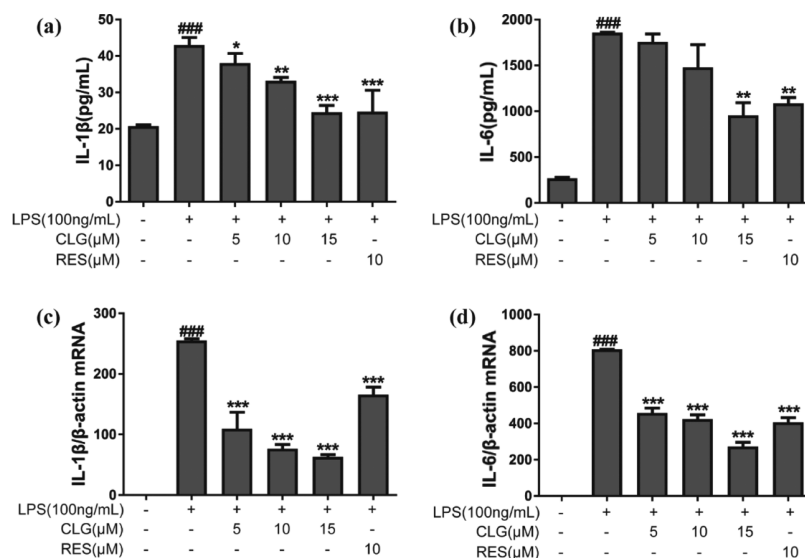 (a)
IL-1β(pg/mL)
50
40
30
20
10
0
###
*
**
***
***
LPS(100ng/mL) - + + + + +
CLG(μM) - - 5 10 15 -
RES(μM) - - - - - 10
(b)
IL-6(pg/mL)
2000
1500
1000
500
0
###
**
**
LPS(100ng/mL) - + + + + +
CLG(μM) - - 5 10 15 -
RES(μM) - - - - - 10
(c)
IL-1β/β-actin mRNA
300
200
100
0
###
***
***
***
***
LPS(100ng/mL) - + + + + +
CLG(μM) - - 5 10 15 -
RES(μM) - - - - - 10
(d)
IL-6/β-actin mRNA
800
600
400
200
0
###
***
***
***
***
LPS(100ng/mL) - + + + + +
CLG(μM) - - 5 10 15 -
RES(μM) - - - - - 10